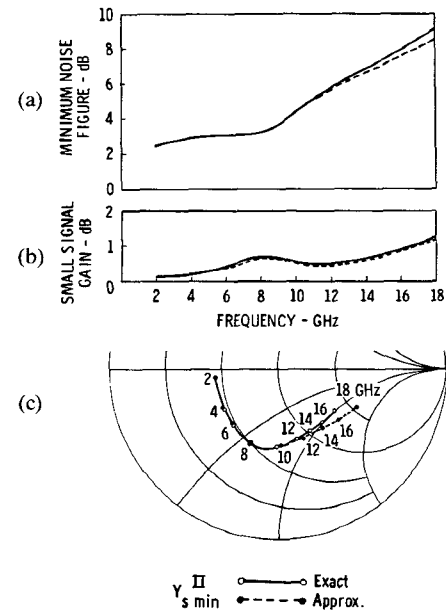 (a)
MINIMUM NOISE
FIGURE - dB
10
8
6
4
2
0
(b)
SMALL SIGNAL
GAIN - dB
2
1
0
2 4 6 8 10 12 14 16 18
FREQUENCY - GHz
(c)
2
4
6
8
10
12
14
16
18 GHz
12
14
16
Y s min II Exact
Approx.